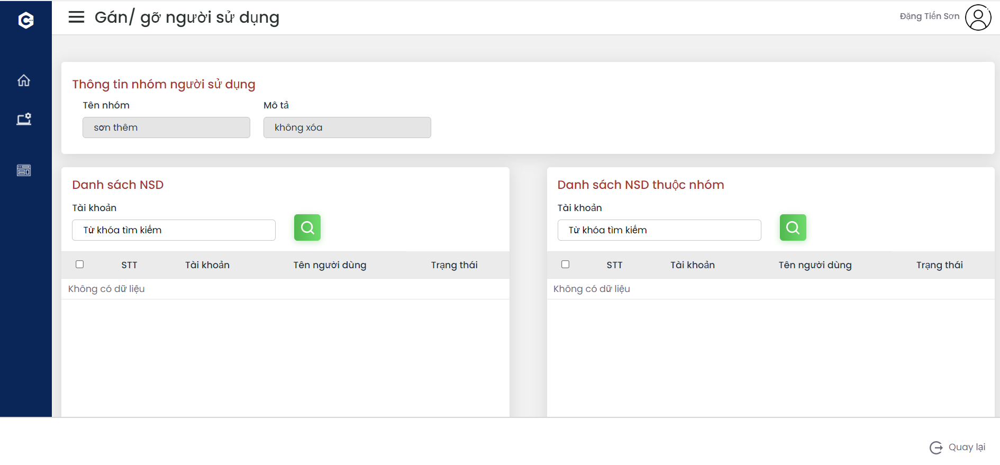 Gán/ gỡ người sử dụng
Đặng Tiến Sơn
Thông tin nhóm người sử dụng
Tên nhóm
Mô tả
sơn thêm
không xóa
Danh sách NSD
Tài khoản
Từ khóa tìm kiếm
STT Tài khoản Tên người dùng Trạng thái
Không có dữ liệu
Danh sách NSD thuộc nhóm
Tài khoản
Từ khóa tìm kiếm
STT Tài khoản Tên người dùng Trạng thái
Không có dữ liệu
Quay lại